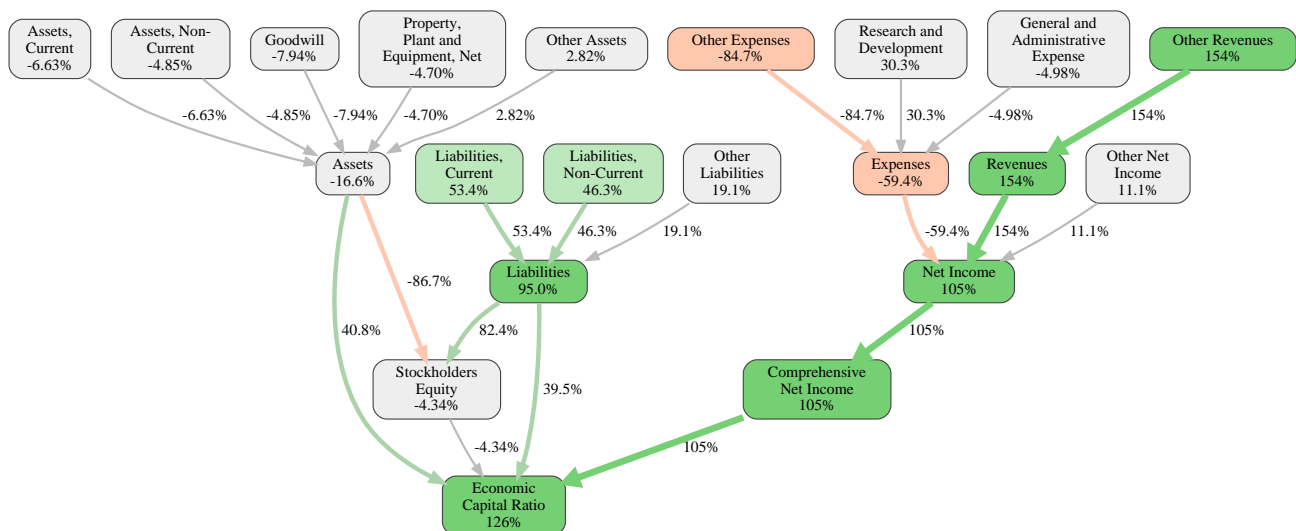 Assets,
Current
-6.63%
Assets, Non-
Current
-4.85%
Goodwill
-7.94%
Property,
Plant and
Equipment, Net
-4.70%
Other Assets
2.82%
Other Expenses
-84.7%
Research and
Development
30.3%
General and
Administrative
Expense
-4.98%
Other Revenues
154%
-6.63%
-4.85%
-7.94%
-4.70%
2.82%
-84.7%
30.3%
-4.98%
154%
Assets
-16.6%
Liabilities,
Current
53.4%
Liabilities,
Non-Current
46.3%
Other
Liabilities
19.1%
Expenses
-59.4%
Revenues
154%
Other Net
Income
11.1%
53.4%
46.3%
19.1%
-59.4%
154%
11.1%
-86.7%
Liabilities
95.0%
Net Income
105%
40.8%
82.4%
105%
Stockholders
Equity
-4.34%
39.5%
Comprehensive
Net Income
105%
-4.34%
105%
Economic
Capital Ratio
126%